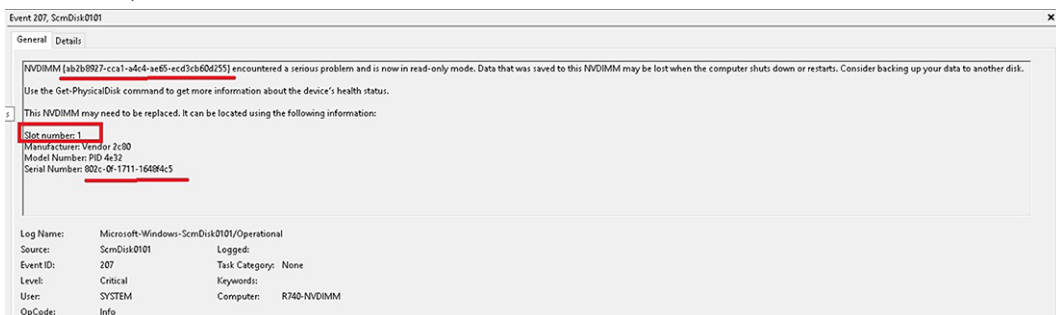 Event 207, ScmDisk0101
General Details
NVDIMM {ab2b8927-cca1-a4c4-ae65-ecd3cb60d255} encountered a serious problem and is now in read-only mode. Data that was saved to this NVDIMM may be lost when the computer shuts down or restarts. Consider backing up your data to another disk.
Use the Get-PhysicalDisk command to get more information about the device's health status.
This NVDIMM may need to be replaced. It can be located using the following information:
Slot number: 1
Manufacturer: Vendor 2c80
Model Number: PID 4e32
Serial Number: 802c-0f-1711-1648f4c5
Log Name: Microsoft-Windows-ScmDisk0101/Operational
Source: ScmDisk0101 Logged:
Event ID: 207 Task Category: None
Level: Critical Keywords:
User: SYSTEM Computer: R740-NVDIMM
OpCode: Info